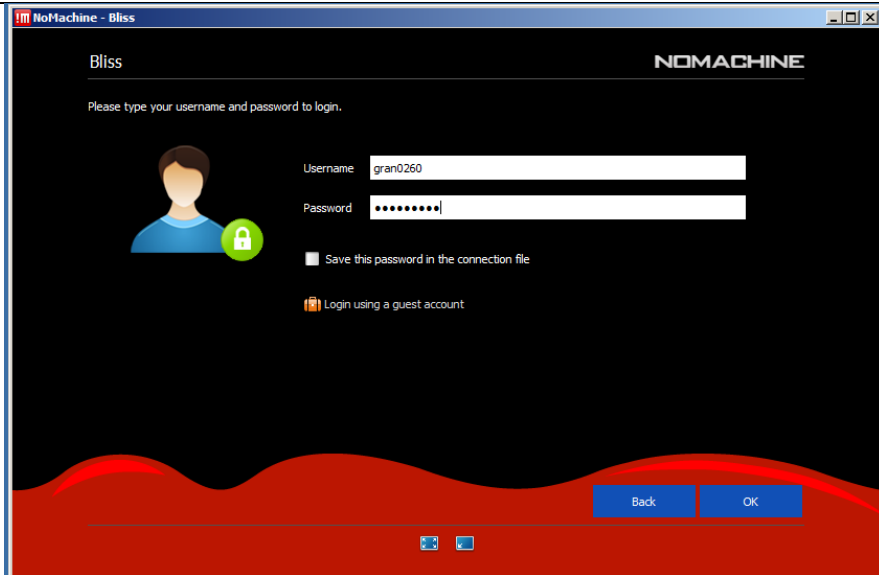 !M NoMachine - Bliss
Bliss
NOMACHINE
Please type your username and password to login.
Username gran0260
Password •••••••••
Save this password in the connection file
Login using a guest account
Back OK